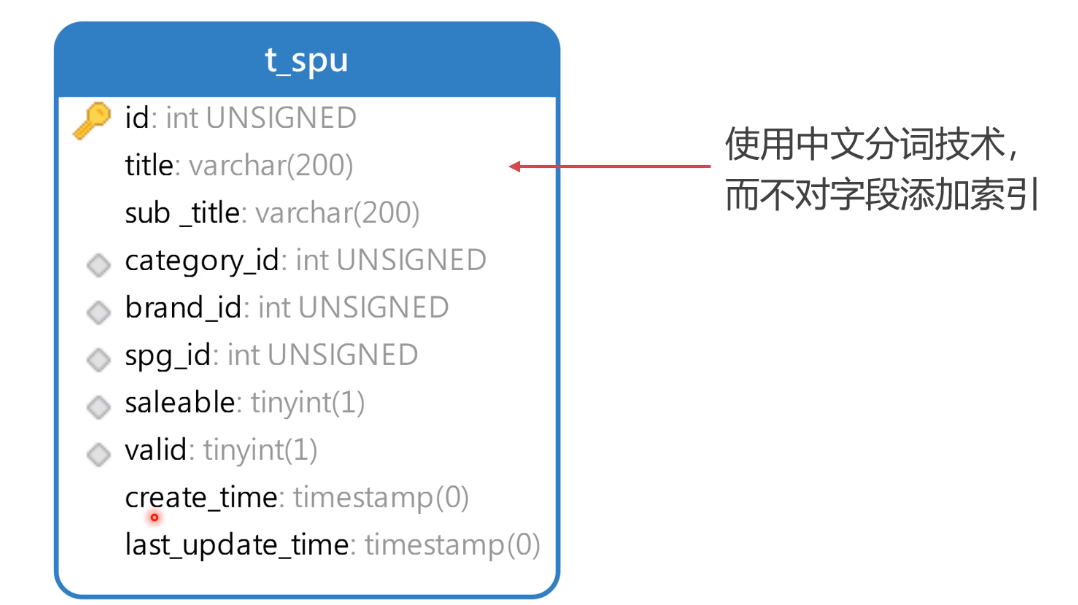 t_spu
id: int UNSIGNED
title: varchar(200)
sub _title: varchar(200)
category_id: int UNSIGNED
brand_id: int UNSIGNED
spg_id: int UNSIGNED
saleable: tinyint(1)
valid: tinyint(1)
create_time: timestamp(0)
last_update_time: timestamp(0)
使用中文分词技术，
而不对字段添加索引